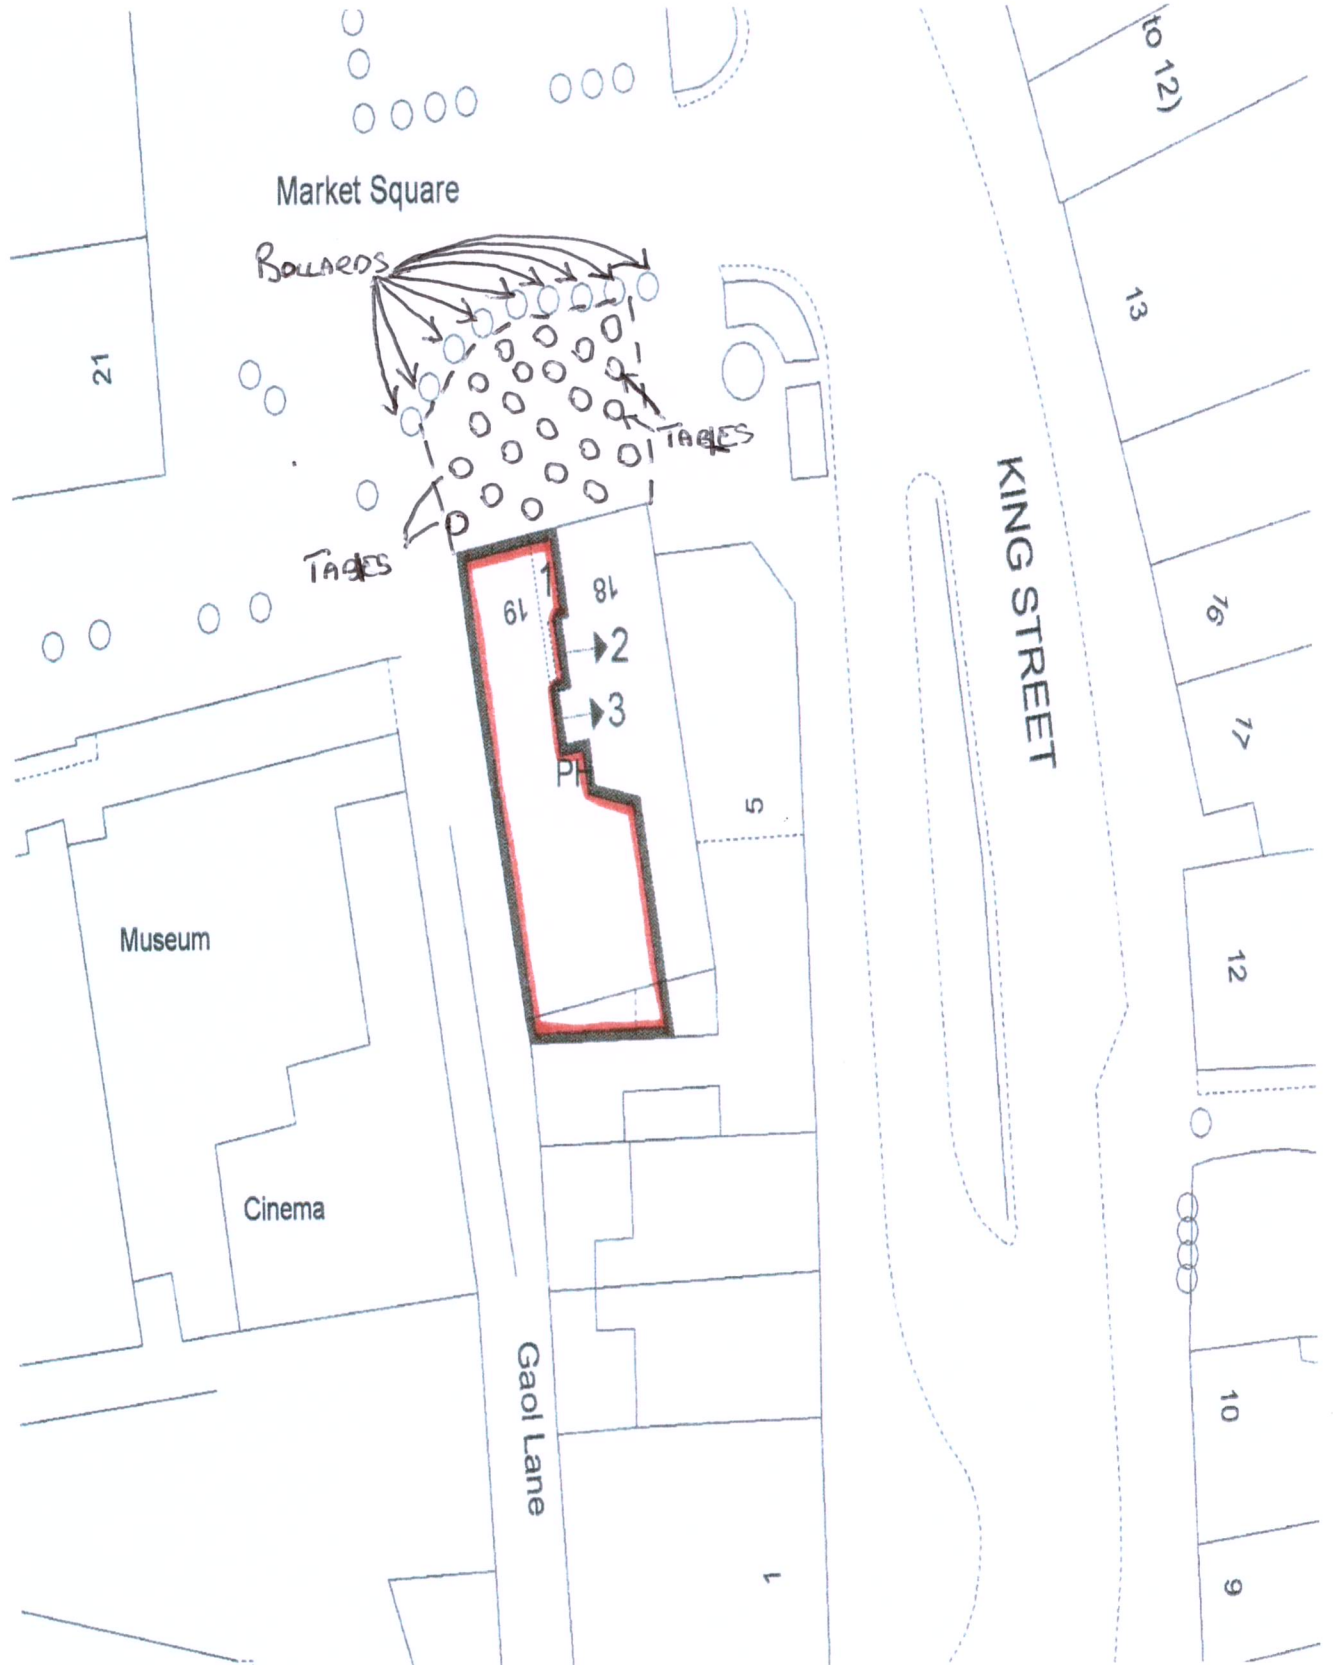 to 12)
Market Square
BOLLARDS
13
21
TABLES
KING STREET
TABLES
1
18
19
2
16
3
17
PH
5
Museum
12
Cinema
Gaol Lane
10
1
9